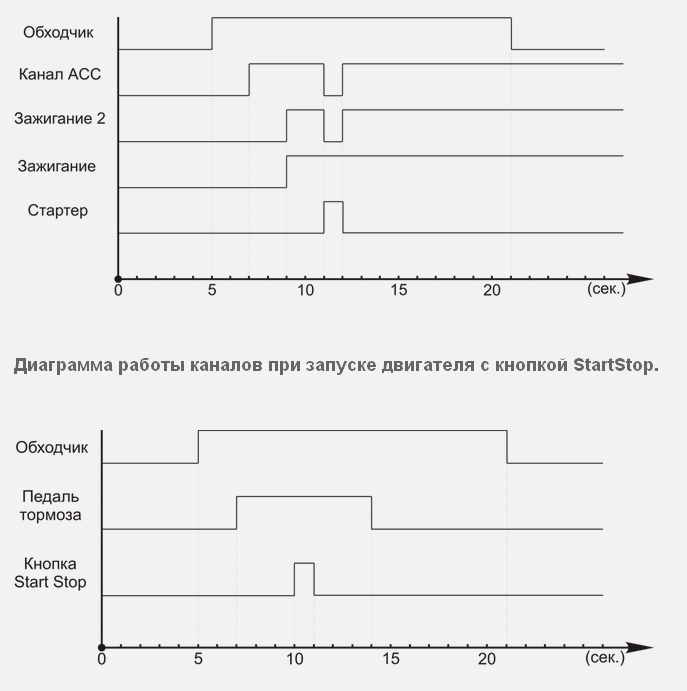 Обходчик
Канал АСС
Зажигание 2
Зажигание
Стартер
0 5 10 15 20 (сек.)
Диаграмма работы каналов при запуске двигателя с кнопкой StartStop.
Обходчик
Педаль
тормоза
Кнопка
Start Stop
0 5 10 15 20 (сек.)